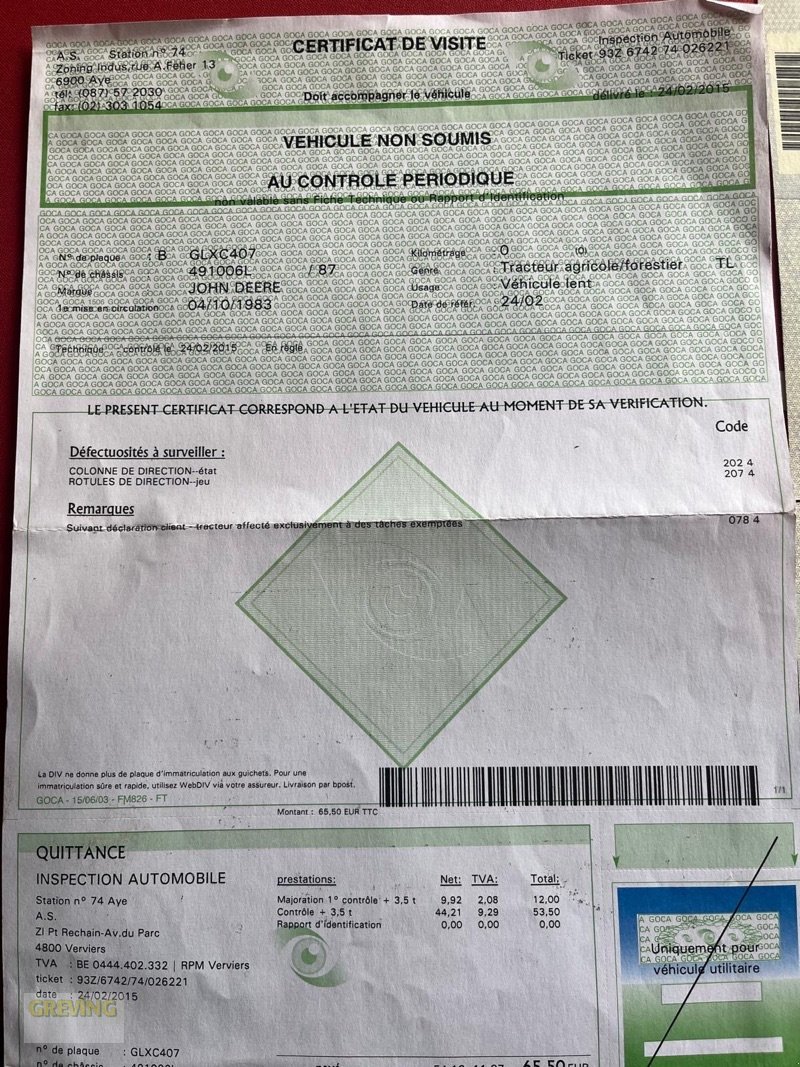 A.S. Station n° 74
Zoning Indus,rue A.Feher 13
6900 Aye
tél. (087) 57 2030
fax: (02) 303 1054
CERTIFICAT DE VISITE
Doit accompagner le véhicule
Inspection Automobile
Ticket 93Z 6742 74 026221
délivré le : 24/02/2015
VEHICULE NON SOUMIS
AU CONTROLE PERIODIQUE
non valable sans Fiche Technique ou Rapport d'Identification
N° de plaque : B GLXC407
N° de châssis 491006L / 87
Marque JOHN DEERE
1e mise en circulation 04/10/1983
Kilométrage 0 (0)
Genre Tracteur agricole/forestier TL
Usage Véhicule lent
Date de référ. 24/02
Technique contrôlé le 24/02/2015 En règle
LE PRESENT CERTIFICAT CORRESPOND A L'ETAT DU VEHICULE AU MOMENT DE SA VERIFICATION.
Code
Défectuosités à surveiller :
COLONNE DE DIRECTION--état 202 4
ROTULES DE DIRECTION--jeu 207 4
Remarques
Suivant déclaration client - tracteur affecté exclusivement à des tâches exemptées 078 4
La DIV ne donne plus de plaque d'immatriculation aux guichets. Pour une
immatriculation sûre et rapide, utilisez WebDIV via votre assureur. Livraison par bpost.
GOCA - 15/06/03 - FM826 - FT
1/1
Montant : 65,50 EUR TTC
QUITTANCE
INSPECTION AUTOMOBILE
Station n° 74 Aye
A.S.
ZI Pt Rechain-Av.du Parc
4800 Verviers
TVA : BE 0444.402.332 | RPM Verviers
ticket : 93Z/6742/74/026221
date : 24/02/2015
GREVING
n° de plaque : GLXC407
n° de châssis : 491006L
prestations: Net: TVA: Total:
Majoration 1° contrôle + 3,5 t 9,92 2,08 12,00
Contrôle + 3,5 t 44,21 9,29 53,50
Rapport d'identification 0,00 0,00 0,00
65,50 EUR
Uniquement pour
véhicule utilitaire